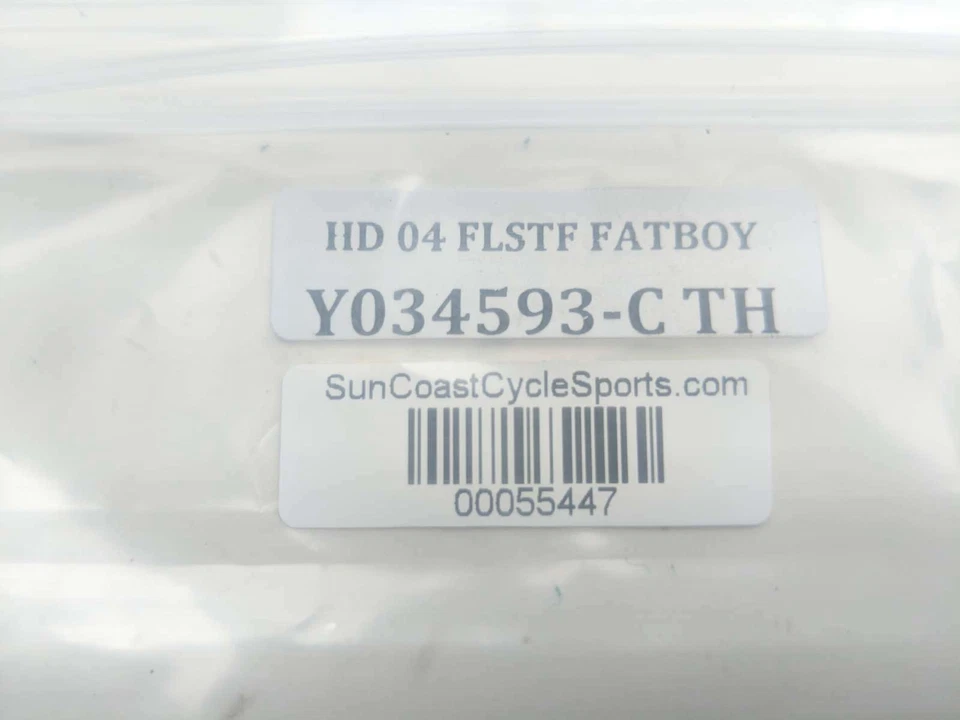 HD 04 FLSTF FATBOY
Y034593-C TH
SunCoastCycleSports.com
00055447